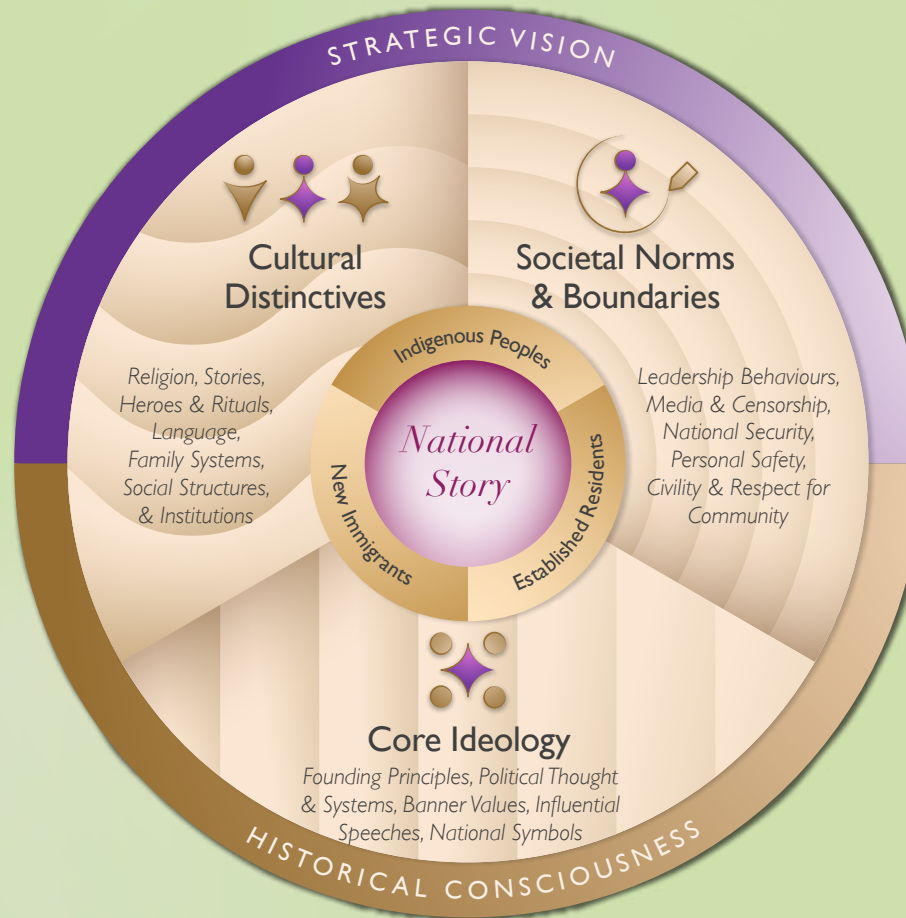 STRATEGIC VISION
Cultural
Distinctives
Religion, Stories,
Heroes & Rituals,
Language,
Family Systems,
Social Structures,
& Institutions
Societal Norms
& Boundaries
Leadership Behaviours,
Media & Censorship,
National Security,
Personal Safety,
Civility & Respect for
Community
Indigenous Peoples
New Immigrants
Established Residents
National
Story
Core Ideology
Founding Principles, Political Thought
& Systems, Banner Values, Influential
Speeches, National Symbols
HISTORICAL CONSCIOUSNESS